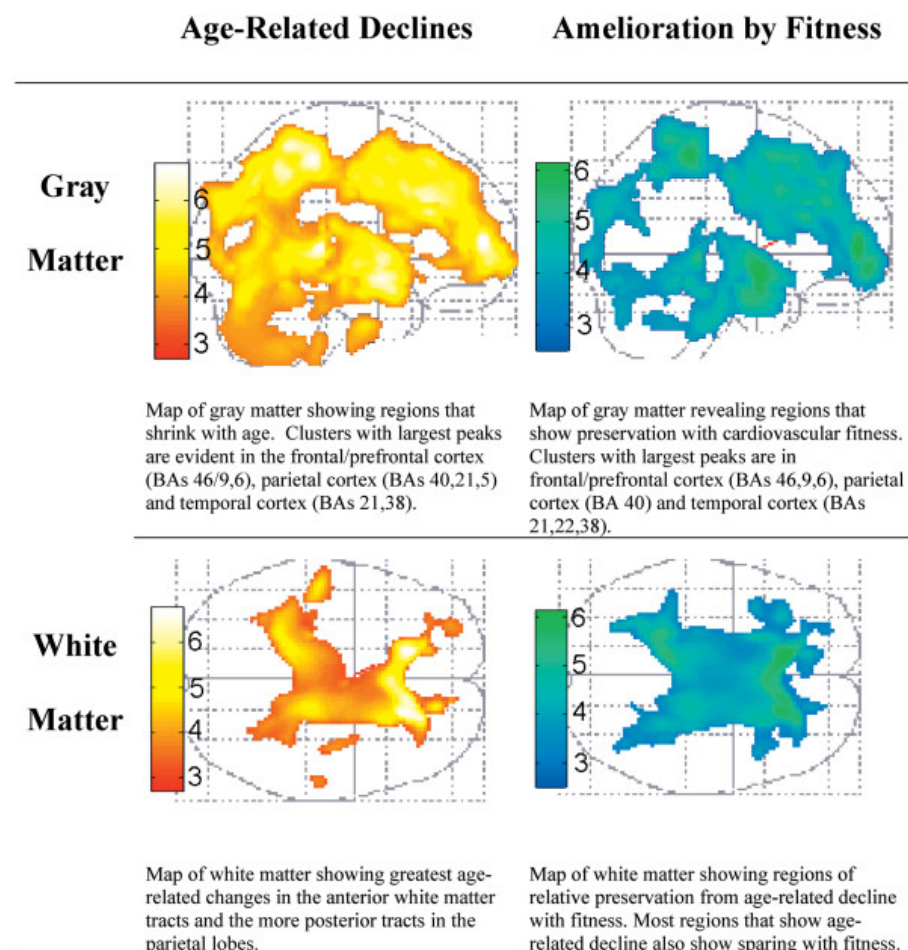 Age-Related Declines
Amelioration by Fitness
Gray
Matter
6
5
4
3
6
5
4
3
Map of gray matter showing regions that
shrink with age. Clusters with largest peaks
are evident in the frontal/prefrontal cortex
(BAs 46/9,6), parietal cortex (BAs 40,21,5)
and temporal cortex (BAs 21,38).
Map of gray matter revealing regions that
show preservation with cardiovascular fitness.
Clusters with largest peaks are in
frontal/prefrontal cortex (BAs 46,9,6), parietal
cortex (BA 40) and temporal cortex (BAs
21,22,38).
White
Matter
6
5
4
3
6
5
4
3
Map of white matter showing greatest age-
related changes in the anterior white matter
tracts and the more posterior tracts in the
parietal lobes.
Map of white matter showing regions of
relative preservation from age-related decline
with fitness. Most regions that show age-
related decline also show sparing with fitness.